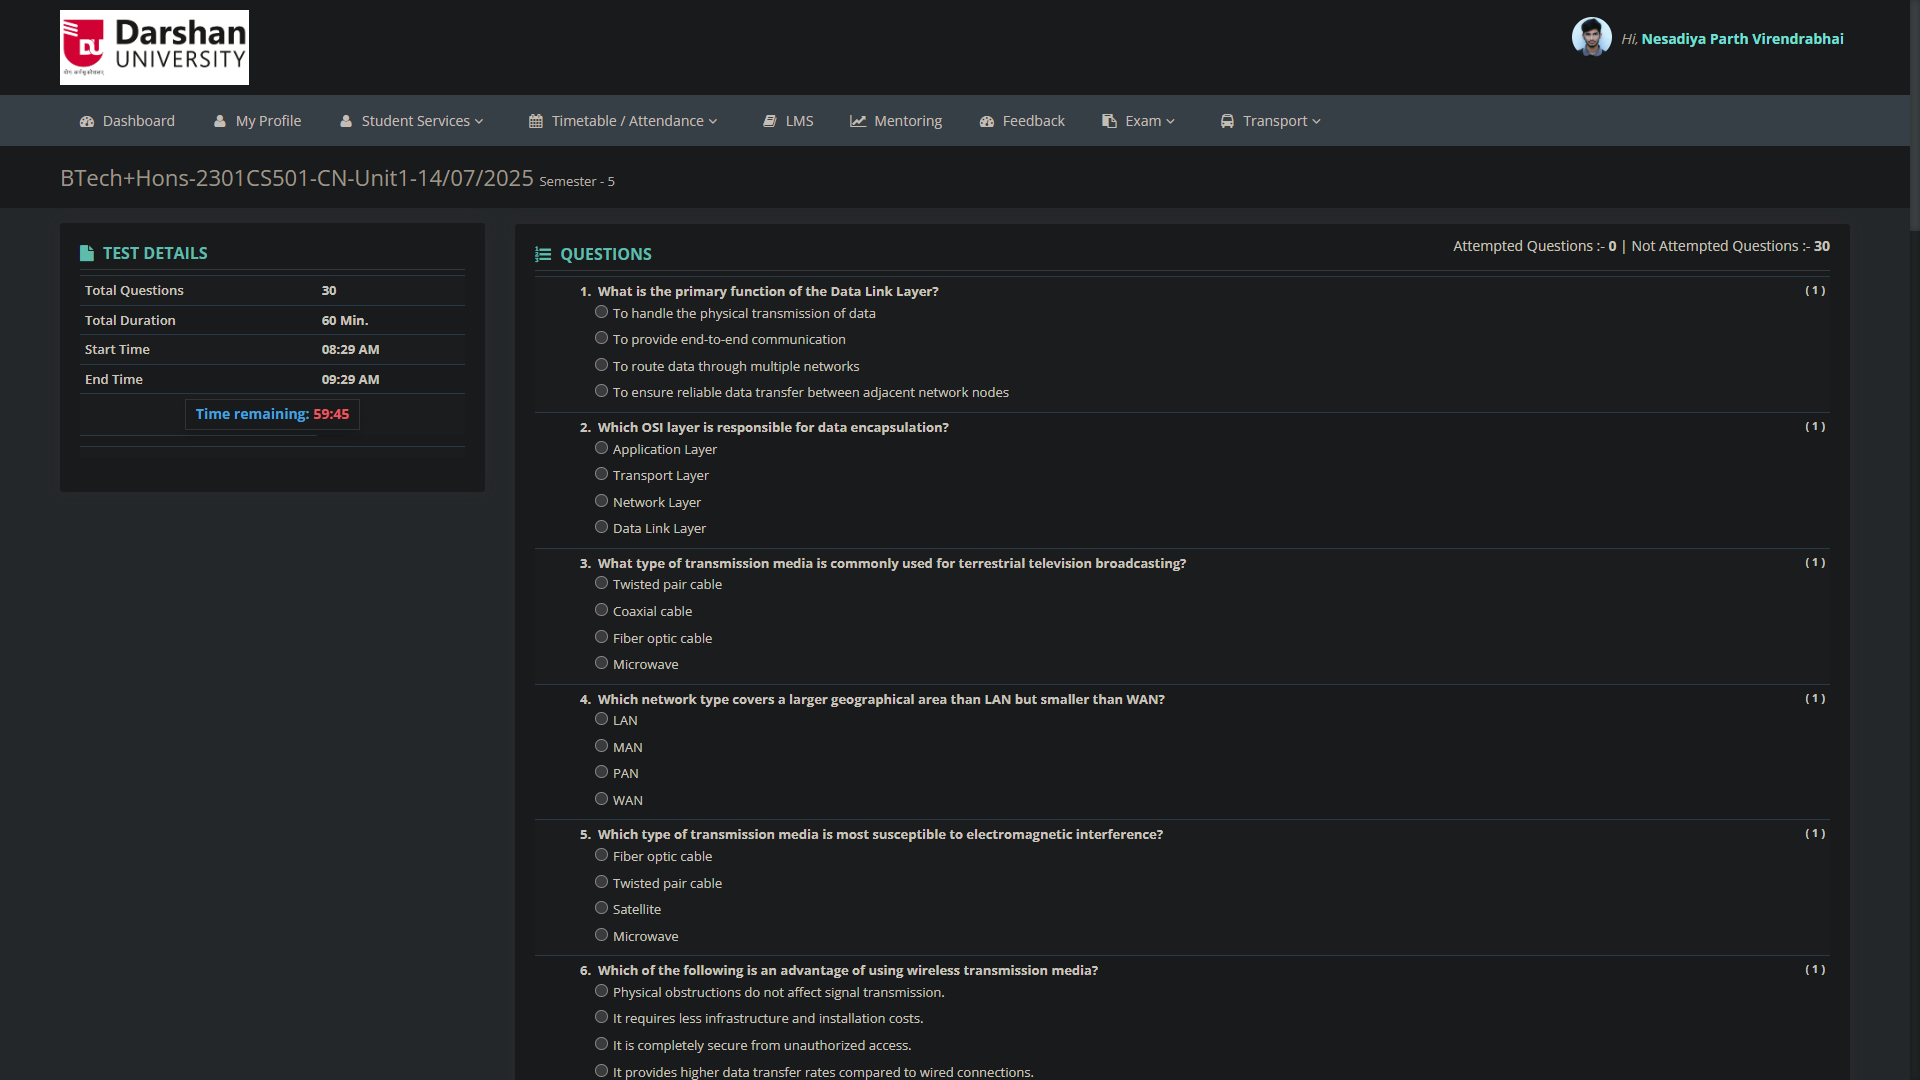 Darshan
UNIVERSITY
DU
Hi, Nesadiya Parth Virendrabhai
Dashboard My Profile Student Services Timetable / Attendance LMS Mentoring Feedback Exam Transport
BTech+Hons-2301CS501-CN-Unit1-14/07/2025 Semester - 5
TEST DETAILS
Total Questions 30
Total Duration 60 Min.
Start Time 08:29 AM
End Time 09:29 AM
Time remaining: 59:45
QUESTIONS
Attempted Questions :- 0 | Not Attempted Questions :- 30
1. What is the primary function of the Data Link Layer? ( 1 )
To handle the physical transmission of data
To provide end-to-end communication
To route data through multiple networks
To ensure reliable data transfer between adjacent network nodes
2. Which OSI layer is responsible for data encapsulation? ( 1 )
Application Layer
Transport Layer
Network Layer
Data Link Layer
3. What type of transmission media is commonly used for terrestrial television broadcasting? ( 1 )
Twisted pair cable
Coaxial cable
Fiber optic cable
Microwave
4. Which network type covers a larger geographical area than LAN but smaller than WAN? ( 1 )
LAN
MAN
PAN
WAN
5. Which type of transmission media is most susceptible to electromagnetic interference? ( 1 )
Fiber optic cable
Twisted pair cable
Satellite
Microwave
6. Which of the following is an advantage of using wireless transmission media? ( 1 )
Physical obstructions do not affect signal transmission.
It requires less infrastructure and installation costs.
It is completely secure from unauthorized access.
It provides higher data transfer rates compared to wired connections.